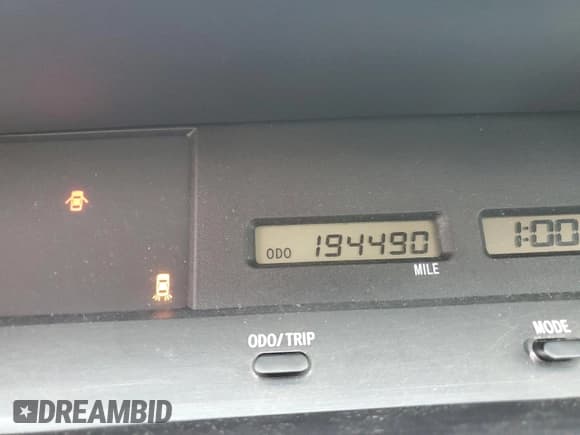 ODO 194490
1:00
MILE
ODO/TRIP
MODE
DREAMBID